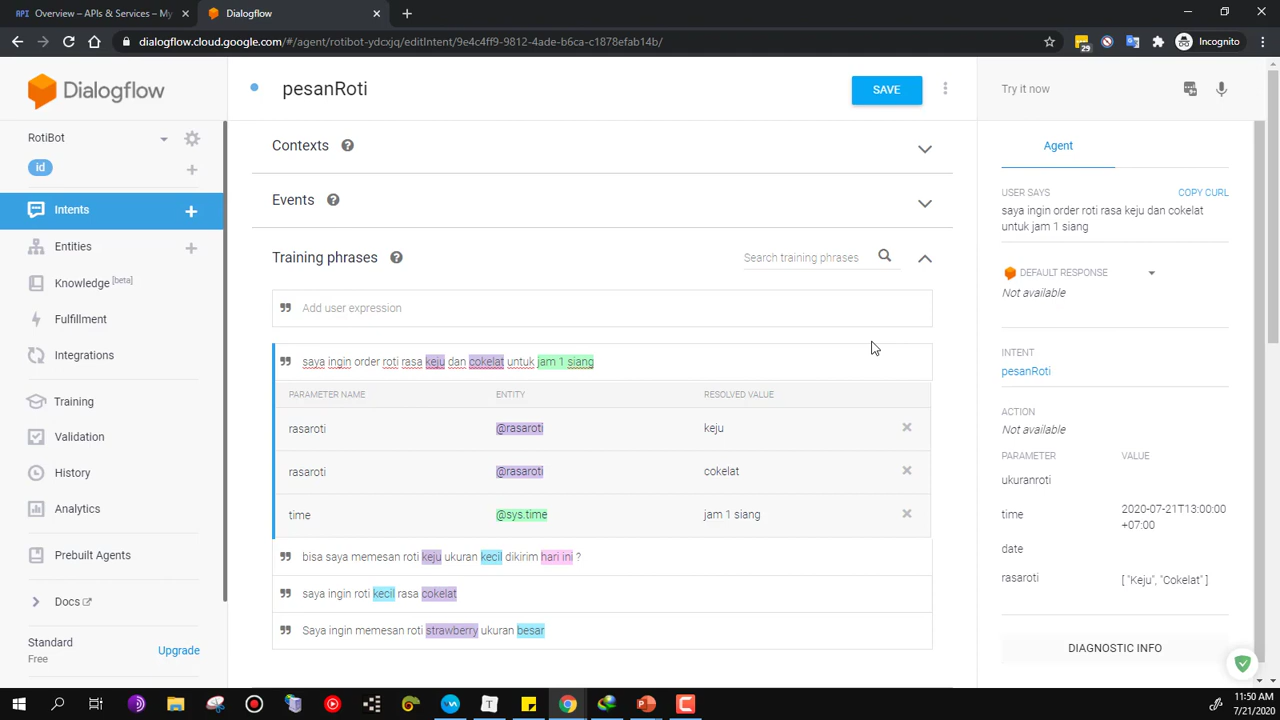 Overview – APIs & Services – My
Dialogflow
dialogflow.cloud.google.com/#/agent/rotibot-ydcxjq/editIntent/9e4c4ff9-9812-4ade-b6ca-c1878efab14b/
29
Incognito
Dialogflow
RotiBot
id
Intents
Entities
Knowledge [beta]
Fulfillment
Integrations
Training
Validation
History
Analytics
Prebuilt Agents
Docs
Standard
Free
Upgrade
pesanRoti
SAVE
Contexts
Events
Training phrases
Search training phrases
Add user expression
saya ingin order roti rasa keju dan cokelat untuk jam 1 siang
PARAMETER NAME ENTITY RESOLVED VALUE
rasaroti @rasaroti keju
rasaroti @rasaroti cokelat
time @sys.time jam 1 siang
bisa saya memesan roti keju ukuran kecil dikirim hari ini ?
saya ingin roti kecil rasa cokelat
Saya ingin memesan roti strawberry ukuran besar
Try it now
Agent
USER SAYS COPY CURL
saya ingin order roti rasa keju dan cokelat
untuk jam 1 siang
DEFAULT RESPONSE
Not available
INTENT
pesanRoti
ACTION
Not available
PARAMETER VALUE
ukuranroti
time 2020-07-21T13:00:00
+07:00
date
rasaroti [ "Keju", "Cokelat" ]
DIAGNOSTIC INFO
11:50 AM
7/21/2020